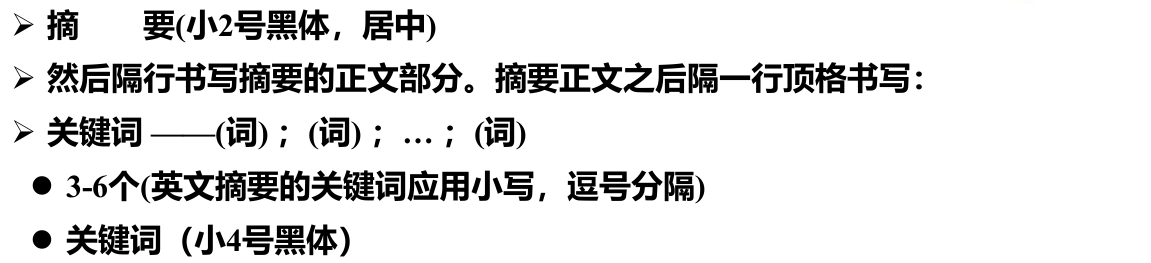 ➢ 摘　　要(小2号黑体，居中)
➢ 然后隔行书写摘要的正文部分。摘要正文之后隔一行顶格书写：
➢ 关键词 ——(词)；(词)；…；(词)
● 3-6个(英文摘要的关键词应用小写，逗号分隔)
● 关键词（小4号黑体）